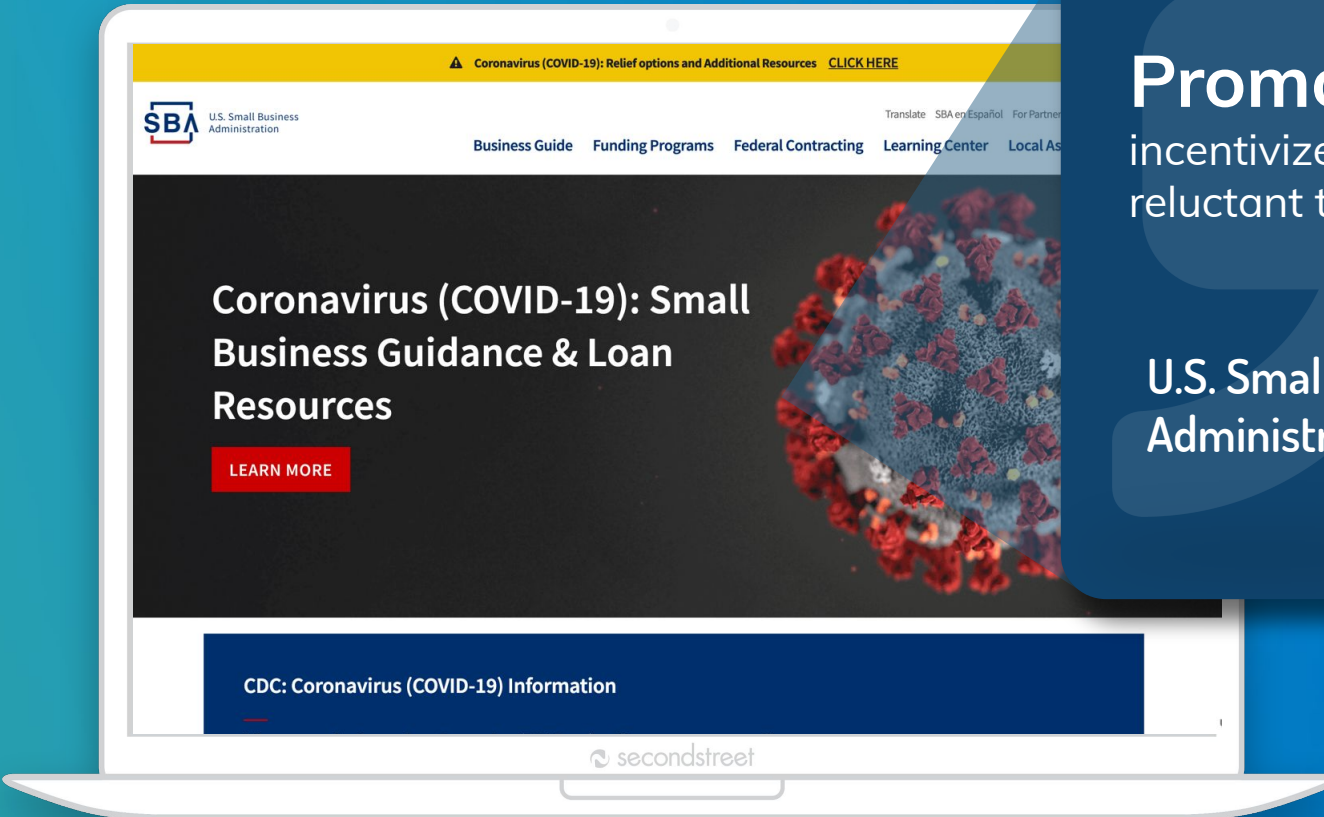 Coronavirus (COVID-19): Relief options and Additional Resources CLICK HERE
SBA
U.S. Small Business
Administration
Translate SBA en Español For Partner
Business Guide Funding Programs Federal Contracting Learning Center Local As
Coronavirus (COVID-19): Small
Business Guidance & Loan
Resources
LEARN MORE
CDC: Coronavirus (COVID-19) Information
secondstreet
Promo
incentivize
reluctant t
U.S. Smal
Administr